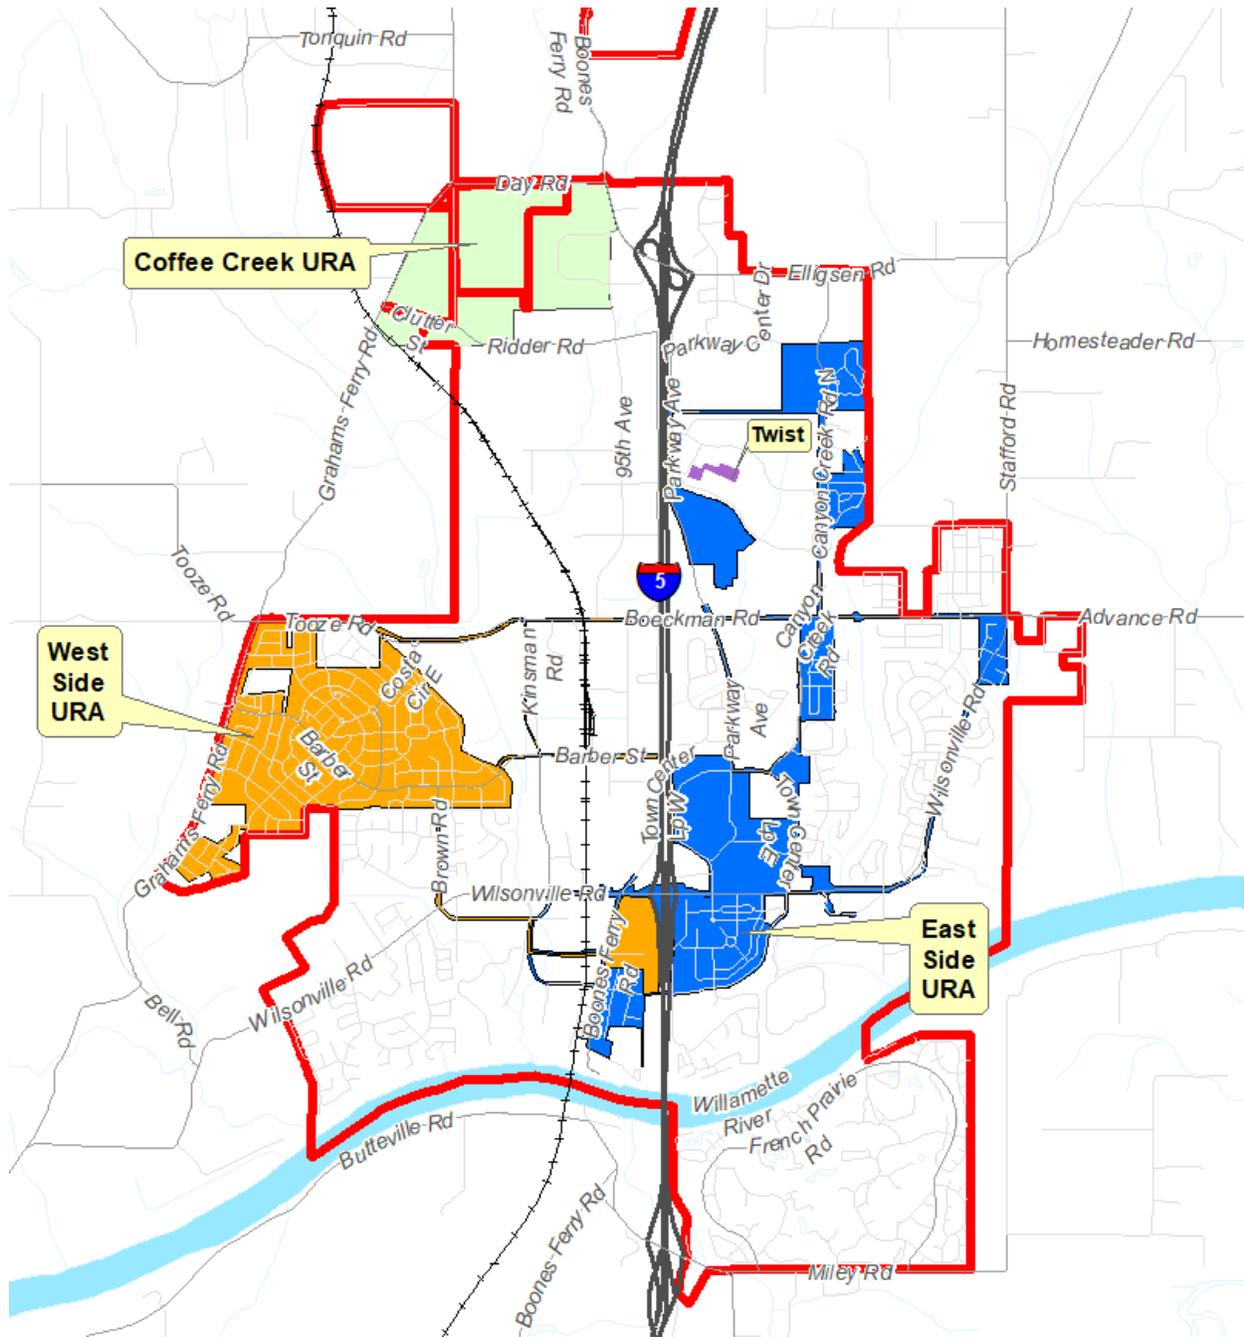 Tonquin Rd
Boones
Ferry Rd
Day Rd
Coffee Creek URA
Elligsen Rd
Clutter
St
Ridder Rd
Parkway Center Dr
Homesteader Rd
Grahams Ferry Rd
95th Ave
Parkway Ave
Canyon Creek Rd N
Stafford Rd
Twist
5
Tooze Rd
Tooze Rd
Boeckman Rd
Advance Rd
Canyon
Creek
Rd
West
Side
URA
Costa
Cir E
Kinsman
Rd
Parkway
Ave
Wilsonville Rd
Barber
St
Barber St
Town Center
Lp W
Town Center
Lp E
Grahams Ferry Rd
Brown Rd
Wilsonville Rd
East
Side
URA
Boones Ferry
Rd
Wilsonville Rd
Bell Rd
Willamette
River
French Prairie
Rd
Butteville Rd
Boones Ferry Rd
Miley Rd